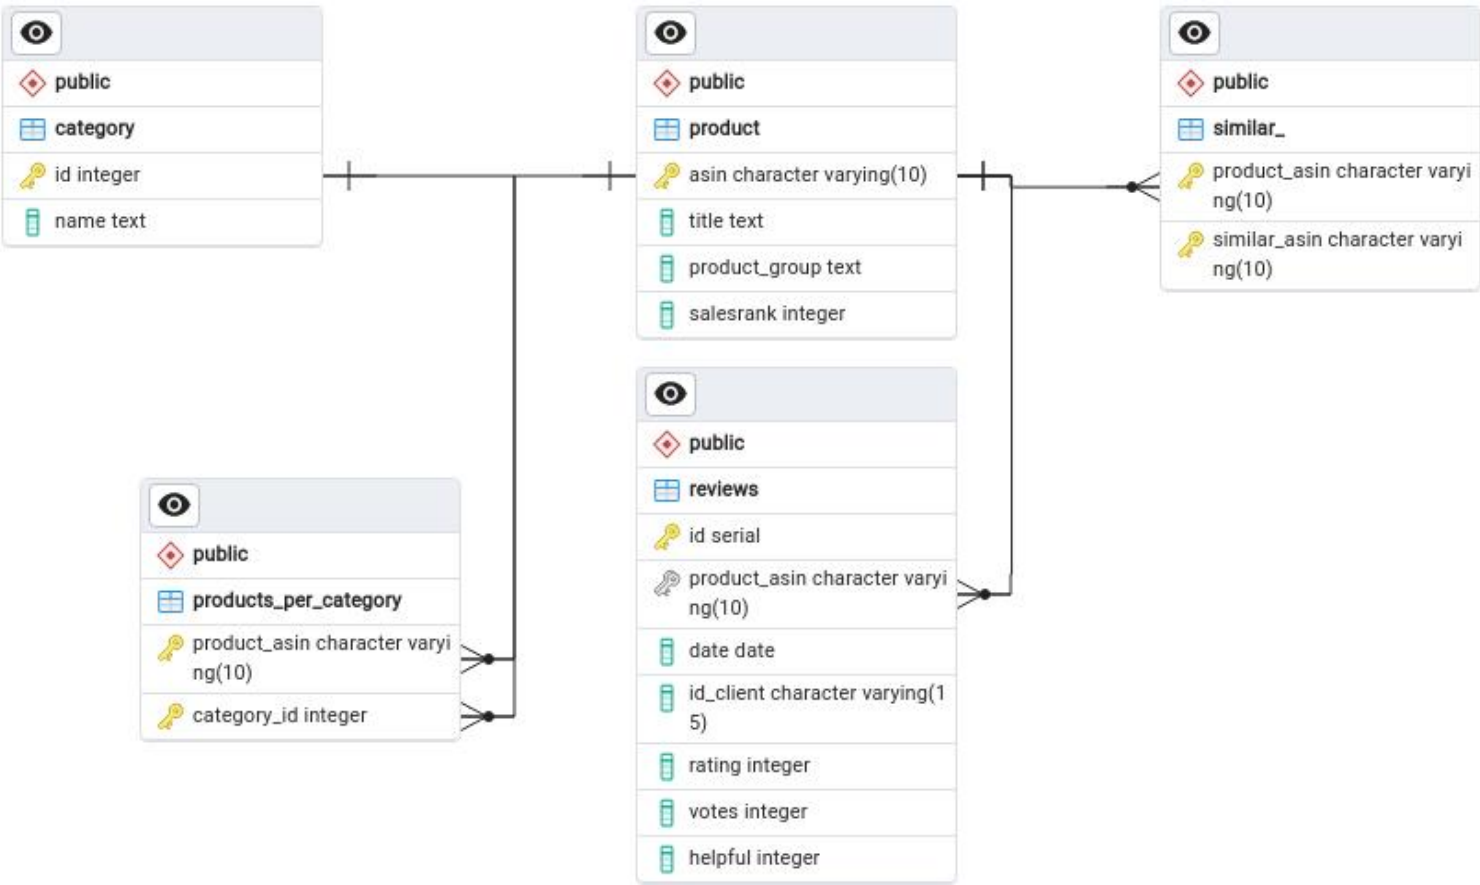 public
category
id integer
name text
public
product
asin character varying(10)
title text
product_group text
salesrank integer
public
similar_
product_asin character varyi
ng(10)
similar_asin character varyi
ng(10)
public
products_per_category
product_asin character varyi
ng(10)
category_id integer
public
reviews
id serial
product_asin character varyi
ng(10)
date date
id_client character varying(1
5)
rating integer
votes integer
helpful integer